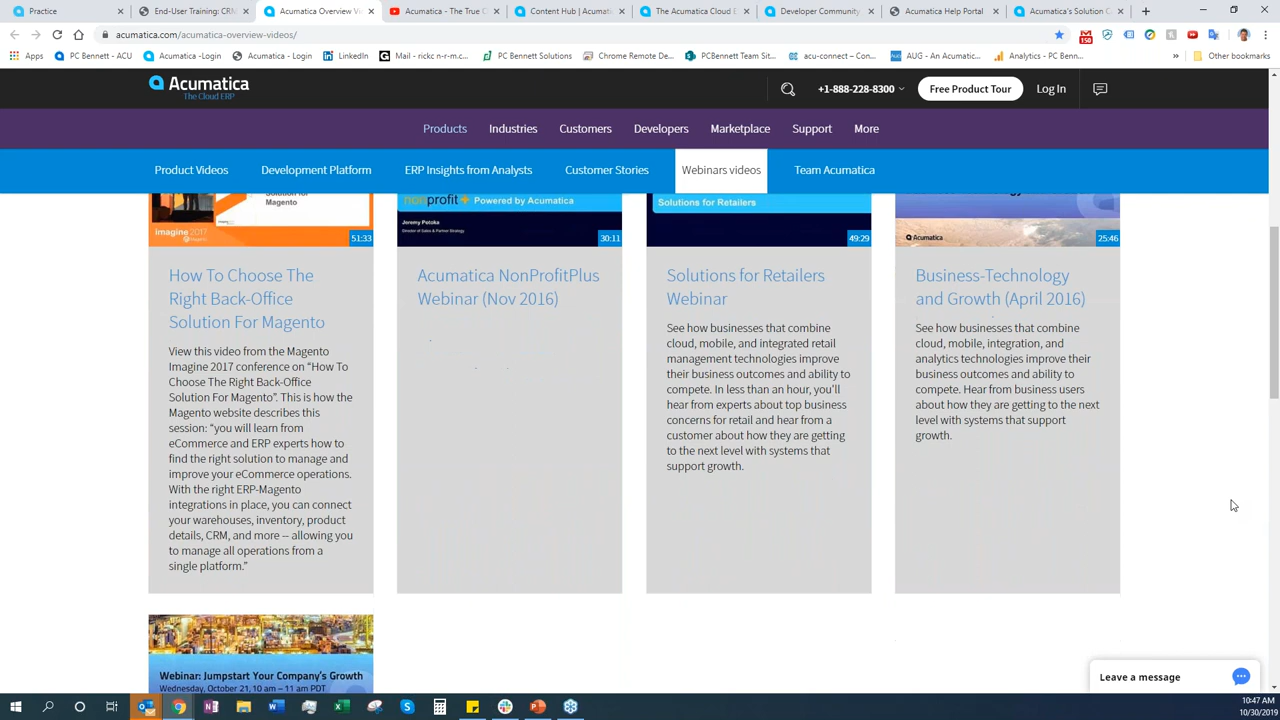 Practice
End-User Training: CRM
Acumatica Overview Vi
Acumatica - The True C
Content Hub | Acumatic
The Acumatica Cloud E
Developer Community
Acumatica Help Portal
Acumatica's Solution C
acumatica.com/acumatica-overview-videos/
150
Apps
PC Bennett - ACU
Acumatica -Login
Acumatica - Login
LinkedIn
Mail - rickc n-r-m.c...
PC Bennett Solutions
Chrome Remote De...
PCBennett Team Sit...
acu-connect – Con...
AUG - An Acumatic...
Analytics - PC Benn...
»
Other bookmarks
Acumatica
The Cloud ERP
+1-888-228-8300
Free Product Tour
Log In
Products
Industries
Customers
Developers
Marketplace
Support
More
Product Videos
Development Platform
ERP Insights from Analysts
Customer Stories
Webinars videos
Team Acumatica
Solution for
Magento
imagine 2017
Magento
51:33
nonprofit+ Powered by Acumatica
Jeremy Potoka
Director of Sales & Partner Strategy
30:11
Solutions for Retailers
49:29
Acumatica
25:46
How To Choose The
Right Back-Office
Solution For Magento
View this video from the Magento
Imagine 2017 conference on “How To
Choose The Right Back-Office
Solution For Magento”. This is how the
Magento website describes this
session: “you will learn from
eCommerce and ERP experts how to
find the right solution to manage and
improve your eCommerce operations.
With the right ERP-Magento
integrations in place, you can connect
your warehouses, inventory, product
details, CRM, and more -- allowing you
to manage all operations from a
single platform.”
Acumatica NonProfitPlus
Webinar (Nov 2016)
Solutions for Retailers
Webinar
See how businesses that combine
cloud, mobile, and integrated retail
management technologies improve
their business outcomes and ability to
compete. In less than an hour, you’ll
hear from experts about top business
concerns for retail and hear from a
customer about how they are getting
to the next level with systems that
support growth.
Business-Technology
and Growth (April 2016)
See how businesses that combine
cloud, mobile, integration, and
analytics technologies improve their
business outcomes and ability to
compete. Hear from business users
about how they are getting to the next
level with systems that support
growth.
Webinar: Jumpstart Your Company's Growth
Wednesday, October 21, 10 am – 11 am PDT
Leave a message
10:47 AM
10/30/2019